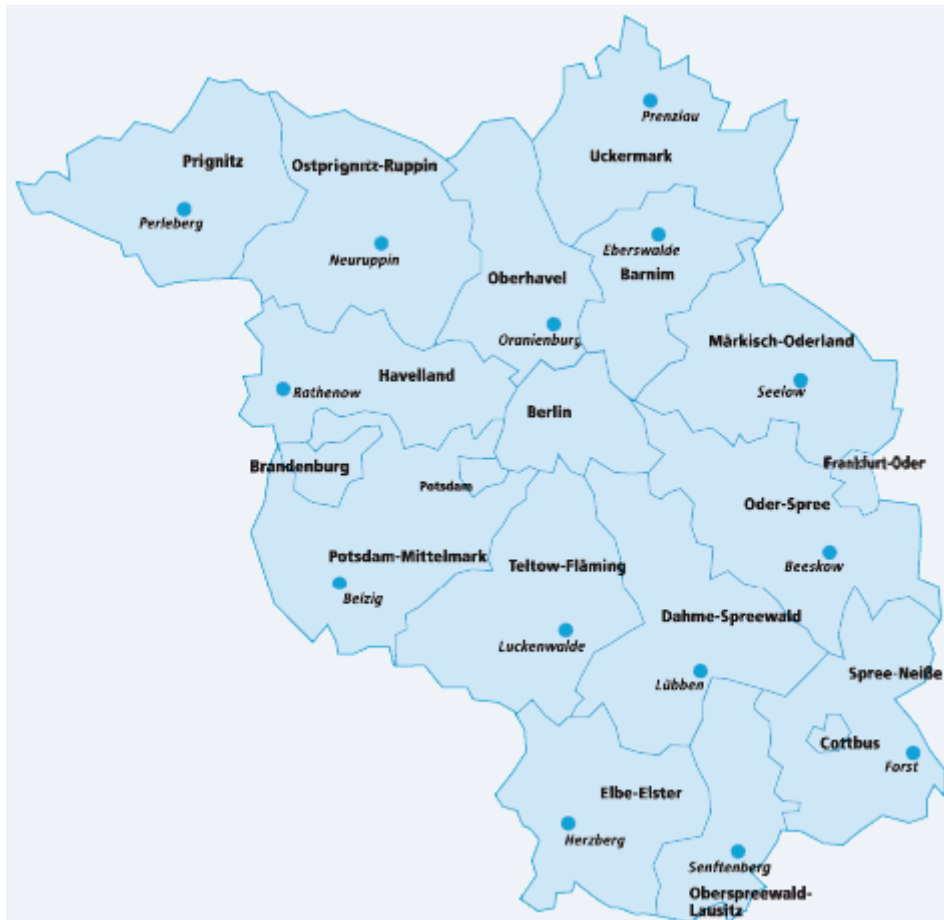 Prenzlau
Uckermark
Prignitz
Ostprignitz-Ruppin
Perleberg
Neuruppin
Eberswalde
Barnim
Oberhavel
Oranienburg
Märkisch-Oderland
Havelland
Rathenow
Seelow
Berlin
Brandenburg
Potsdam
Frankfurt-Oder
Oder-Spree
Potsdam-Mittelmark
Teltow-Fläming
Beeskow
Belzig
Dahme-Spreewald
Luckenwalde
Lübben
Spree-Neiße
Cottbus
Forst
Elbe-Elster
Herzberg
Senftenberg
Oberspreewald-
Lausitz